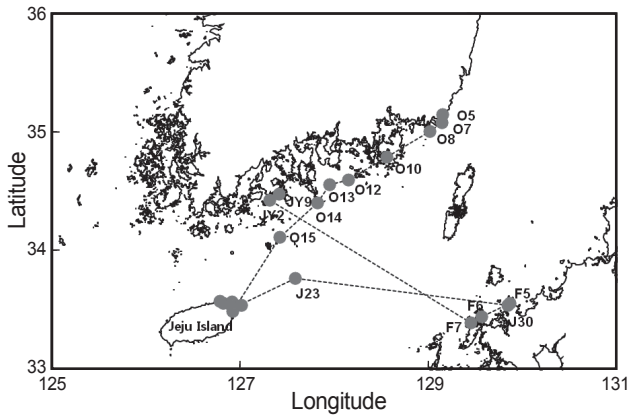 36
35
34
33
Latitude
O5
O7
O8
O10
O12
O13
JY9
JY2
O14
O15
J23
F5
F6
J30
F7
Jeju Island
125
127
129
131
Longitude